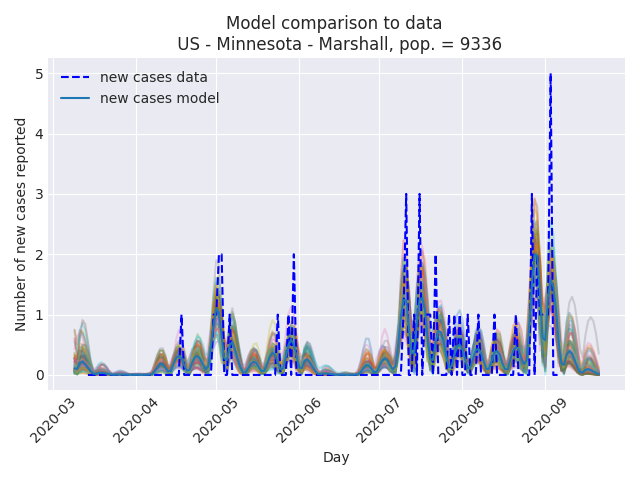 Model comparison to data
US - Minnesota - Marshall, pop. = 9336
new cases data
new cases model
Number of new cases reported
5
4
3
2
1
0
2020-03
2020-04
2020-05
2020-06
2020-07
2020-08
2020-09
Day